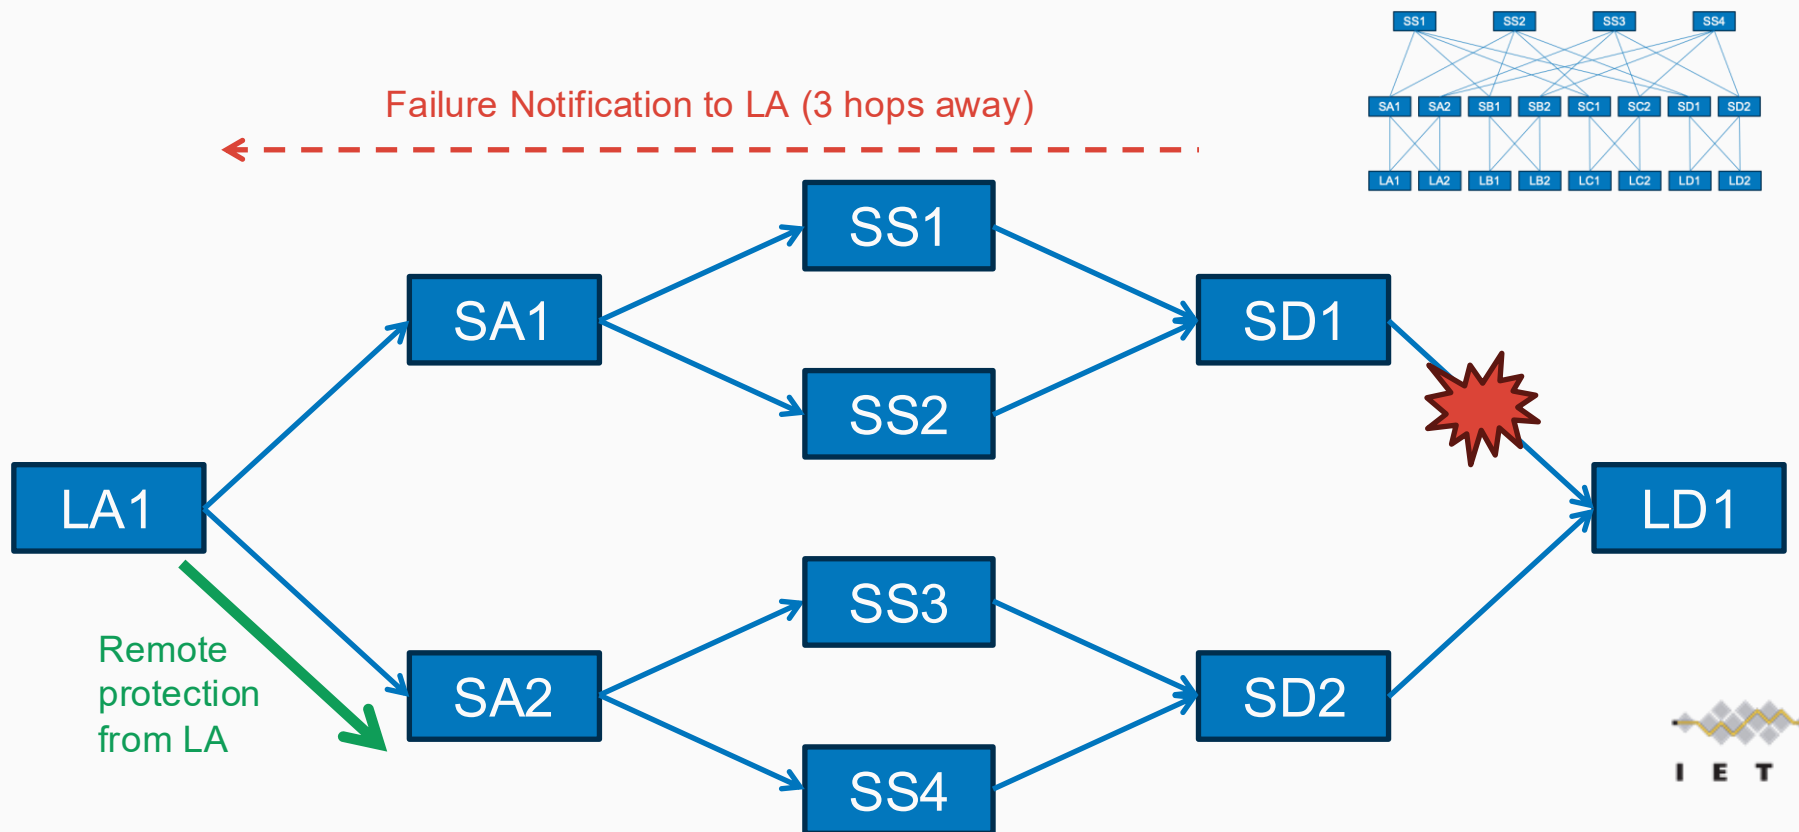 SS1 SS2 SS3 SS4
Failure Notification to LA (3 hops away)
SA1 SA2 SB1 SB2 SC1 SC2 SD1 SD2
LA1 LA2 LB1 LB2 LC1 LC2 LD1 LD2
SS1
SA1
SD1
SS2
LA1
LD1
SS3
Remote
protection
from LA
SA2
SD2
SS4
I E T